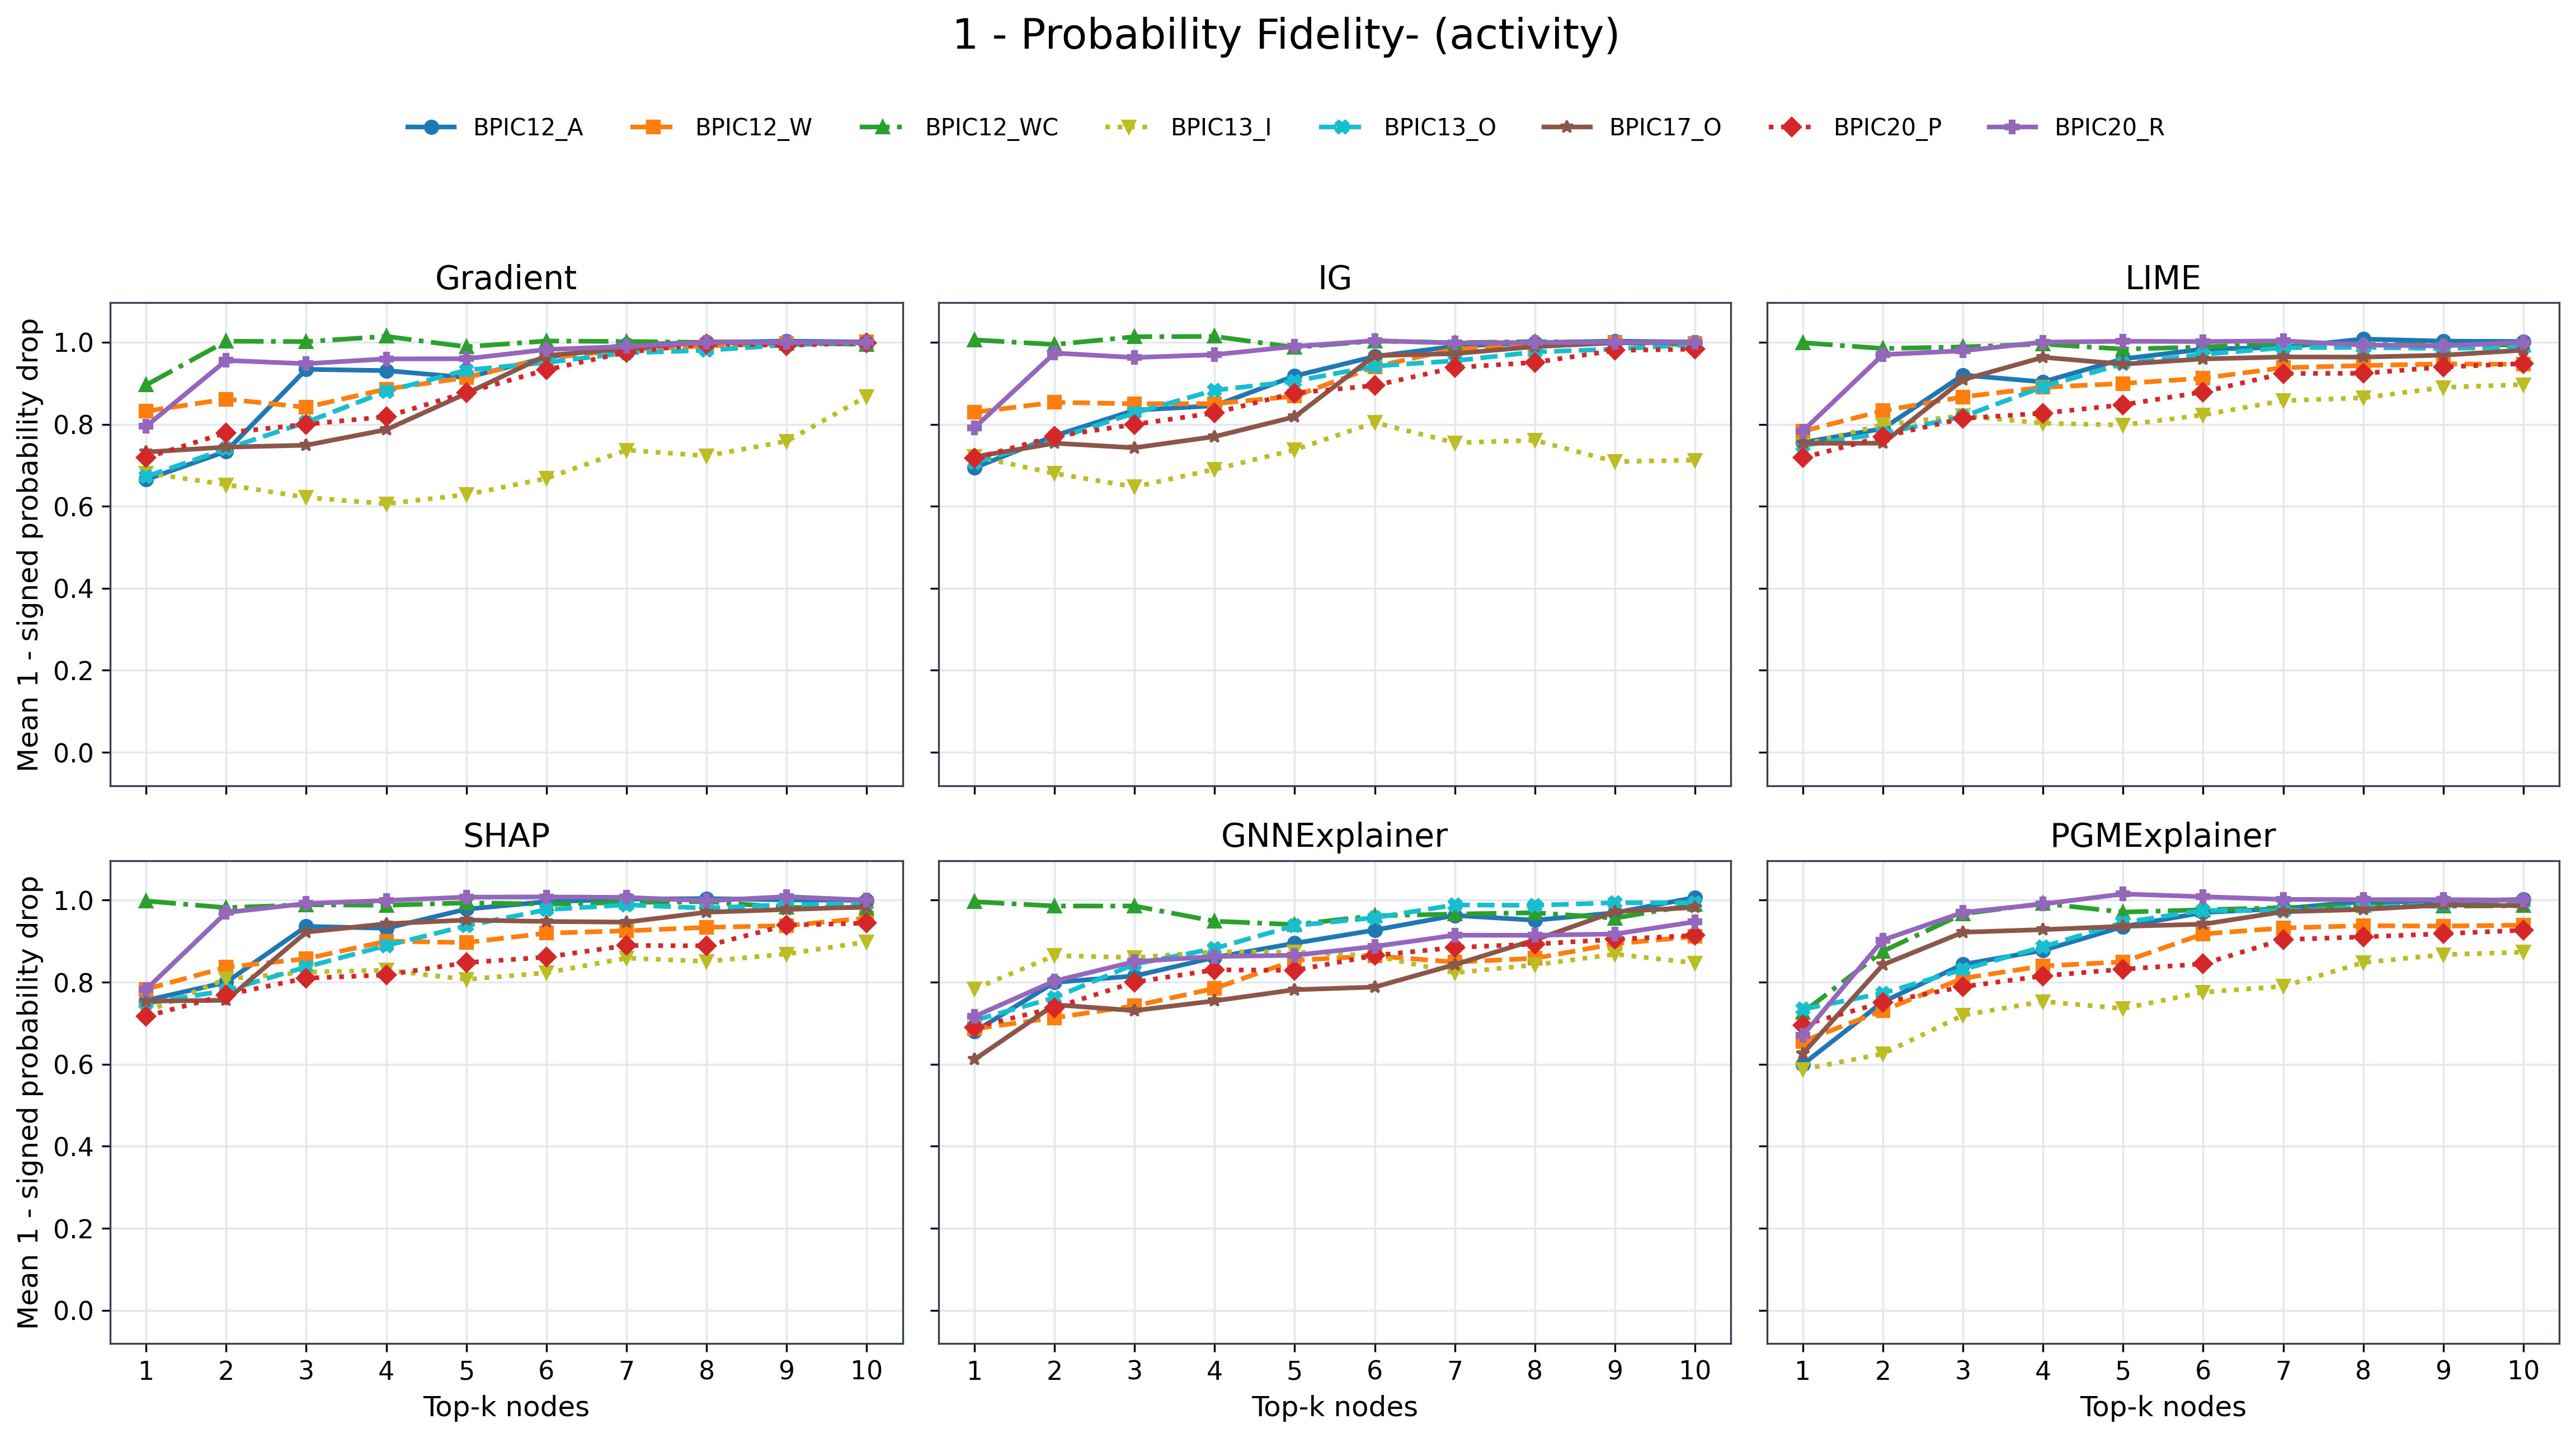 1 - Probability Fidelity- (activity)
BPIC12_A BPIC12_W BPIC12_WC BPIC13_I BPIC13_O BPIC17_O BPIC20_P BPIC20_R
Gradient
Mean 1 - signed probability drop
1.0
0.8
0.6
0.4
0.2
0.0
IG
LIME
SHAP
Mean 1 - signed probability drop
1.0
0.8
0.6
0.4
0.2
0.0
1 2 3 4 5 6 7 8 9 10
Top-k nodes
GNNExplainer
1 2 3 4 5 6 7 8 9 10
Top-k nodes
PGMExplainer
1 2 3 4 5 6 7 8 9 10
Top-k nodes